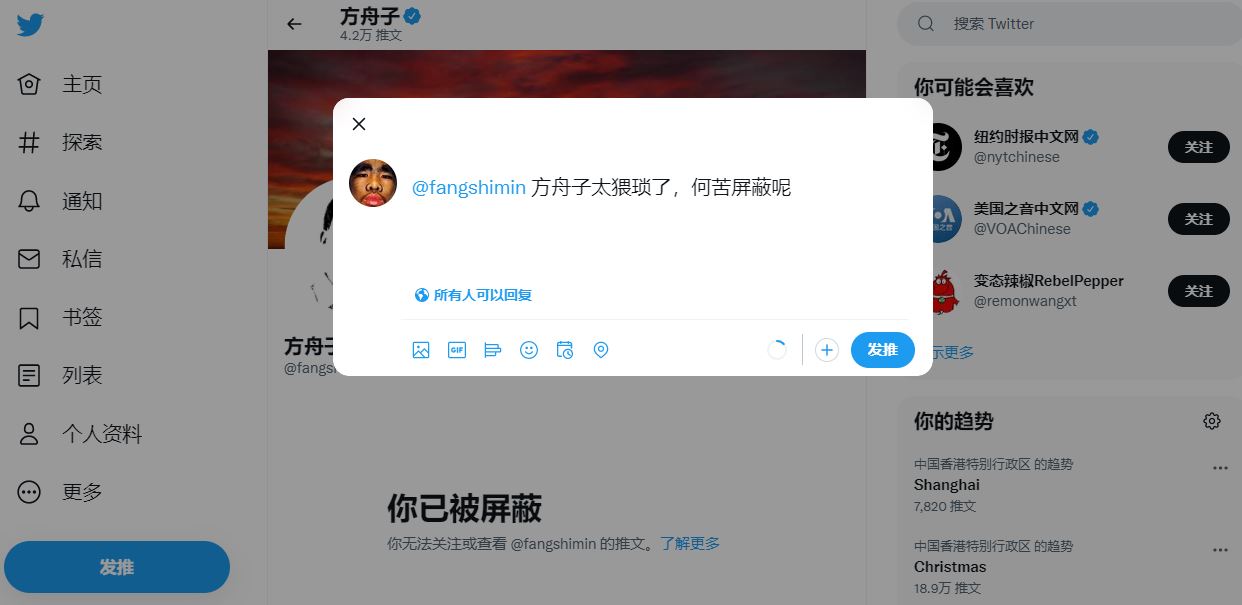 方舟子
4.2万 推文
搜索 Twitter
主页
探索
通知
私信
书签
列表
个人资料
更多
发推
@fangshimin 方舟子太猥琐了，何苦屏蔽呢
所有人可以回复
GIF
发推
方舟子
@fangs
你已被屏蔽
你无法关注或查看 @fangshimin 的推文。了解更多
你可能会喜欢
纽约时报中文网
@nytchinese
关注
美国之音中文网
@VOAChinese
关注
变态辣椒RebelPepper
@remonwangxt
关注
示更多
你的趋势
中国香港特别行政区 的趋势
Shanghai
7,820 推文
中国香港特别行政区 的趋势
Christmas
18.9万 推文